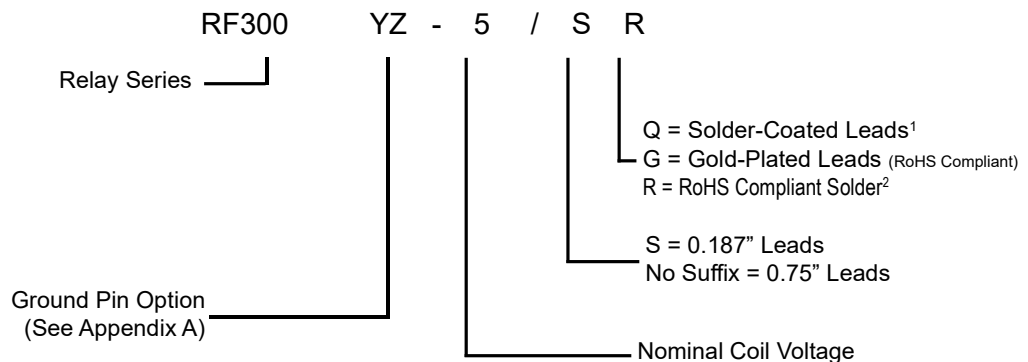 RF300 YZ - 5 / S R
Relay Series
Q = Solder-Coated Leads¹
G = Gold-Plated Leads (RoHS Compliant)
R = RoHS Compliant Solder²
S = 0.187” Leads
No Suffix = 0.75” Leads
Ground Pin Option
(See Appendix A)
Nominal Coil Voltage